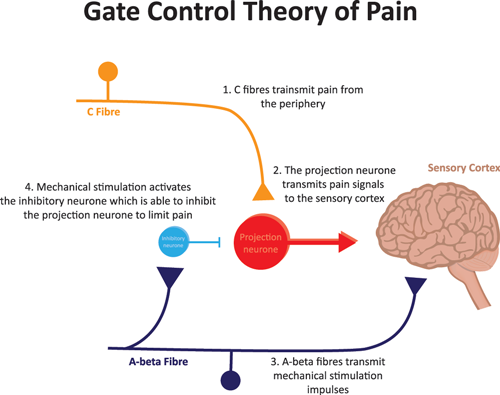 Gate Control Theory of Pain
1. C fibres trainsmit pain from
the periphery
C Fibre
2. The projection neurone
transmits pain signals
to the sensory cortex
Sensory Cortex
4. Mechanical stimulation activates
the inhibitory neurone which is able to inhibit
the projection neurone to limit pain
Inhibitory
neurone
Projection
neurone
A-beta Fibre
3. A-beta fibres transmit
mechanical stimulation
impulses